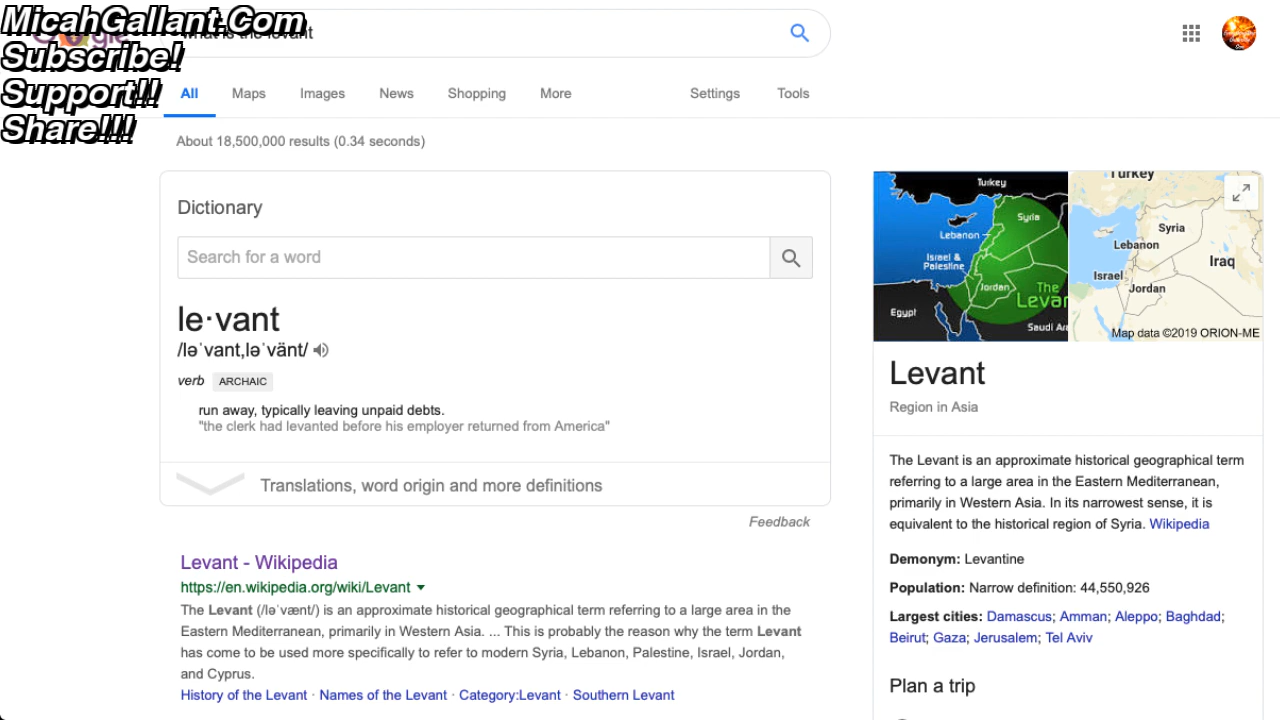 MicahGallant.Com
Subscribe!
Support!!
Share!!!
what is the levant
All
Maps
Images
News
Shopping
More
Settings
Tools
About 18,500,000 results (0.34 seconds)
Dictionary
Search for a word
le·vant
/ləˈvant,ləˈvänt/
verb ARCHAIC
run away, typically leaving unpaid debts.
"the clerk had levanted before his employer returned from America"
Translations, word origin and more definitions
Feedback
Levant - Wikipedia
https://en.wikipedia.org/wiki/Levant
The Levant (/ləˈvænt/) is an approximate historical geographical term referring to a large area in the
Eastern Mediterranean, primarily in Western Asia. ... This is probably the reason why the term Levant
has come to be used more specifically to refer to modern Syria, Lebanon, Palestine, Israel, Jordan,
and Cyprus.
History of the Levant · Names of the Levant · Category:Levant · Southern Levant
Turkey
Syria
Lebanon
Israel &
Palestine
Jordan
The
Levan
Egypt
Saudi Ar
Turkey
Syria
Lebanon
Iraq
Israel
Jordan
Map data ©2019 ORION-ME
Levant
Region in Asia
The Levant is an approximate historical geographical term
referring to a large area in the Eastern Mediterranean,
primarily in Western Asia. In its narrowest sense, it is
equivalent to the historical region of Syria. Wikipedia
Demonym: Levantine
Population: Narrow definition: 44,550,926
Largest cities: Damascus; Amman; Aleppo; Baghdad;
Beirut; Gaza; Jerusalem; Tel Aviv
Plan a trip